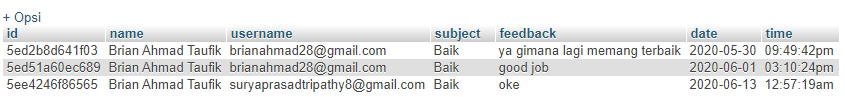 + Opsi
id name username subject feedback date time
5ed2b8d641f03 Brian Ahmad Taufik brianahmad28@gmail.com Baik ya gimana lagi memang terbaik 2020-05-30 09:49:42pm
5ed51a60ec689 Brian Ahmad Taufik brianahmad28@gmail.com Baik good job 2020-06-01 03:10:24pm
5ee4246f86565 Brian Ahmad Taufik suryaprasadtripathy8@gmail.com Baik oke 2020-06-13 12:57:19am